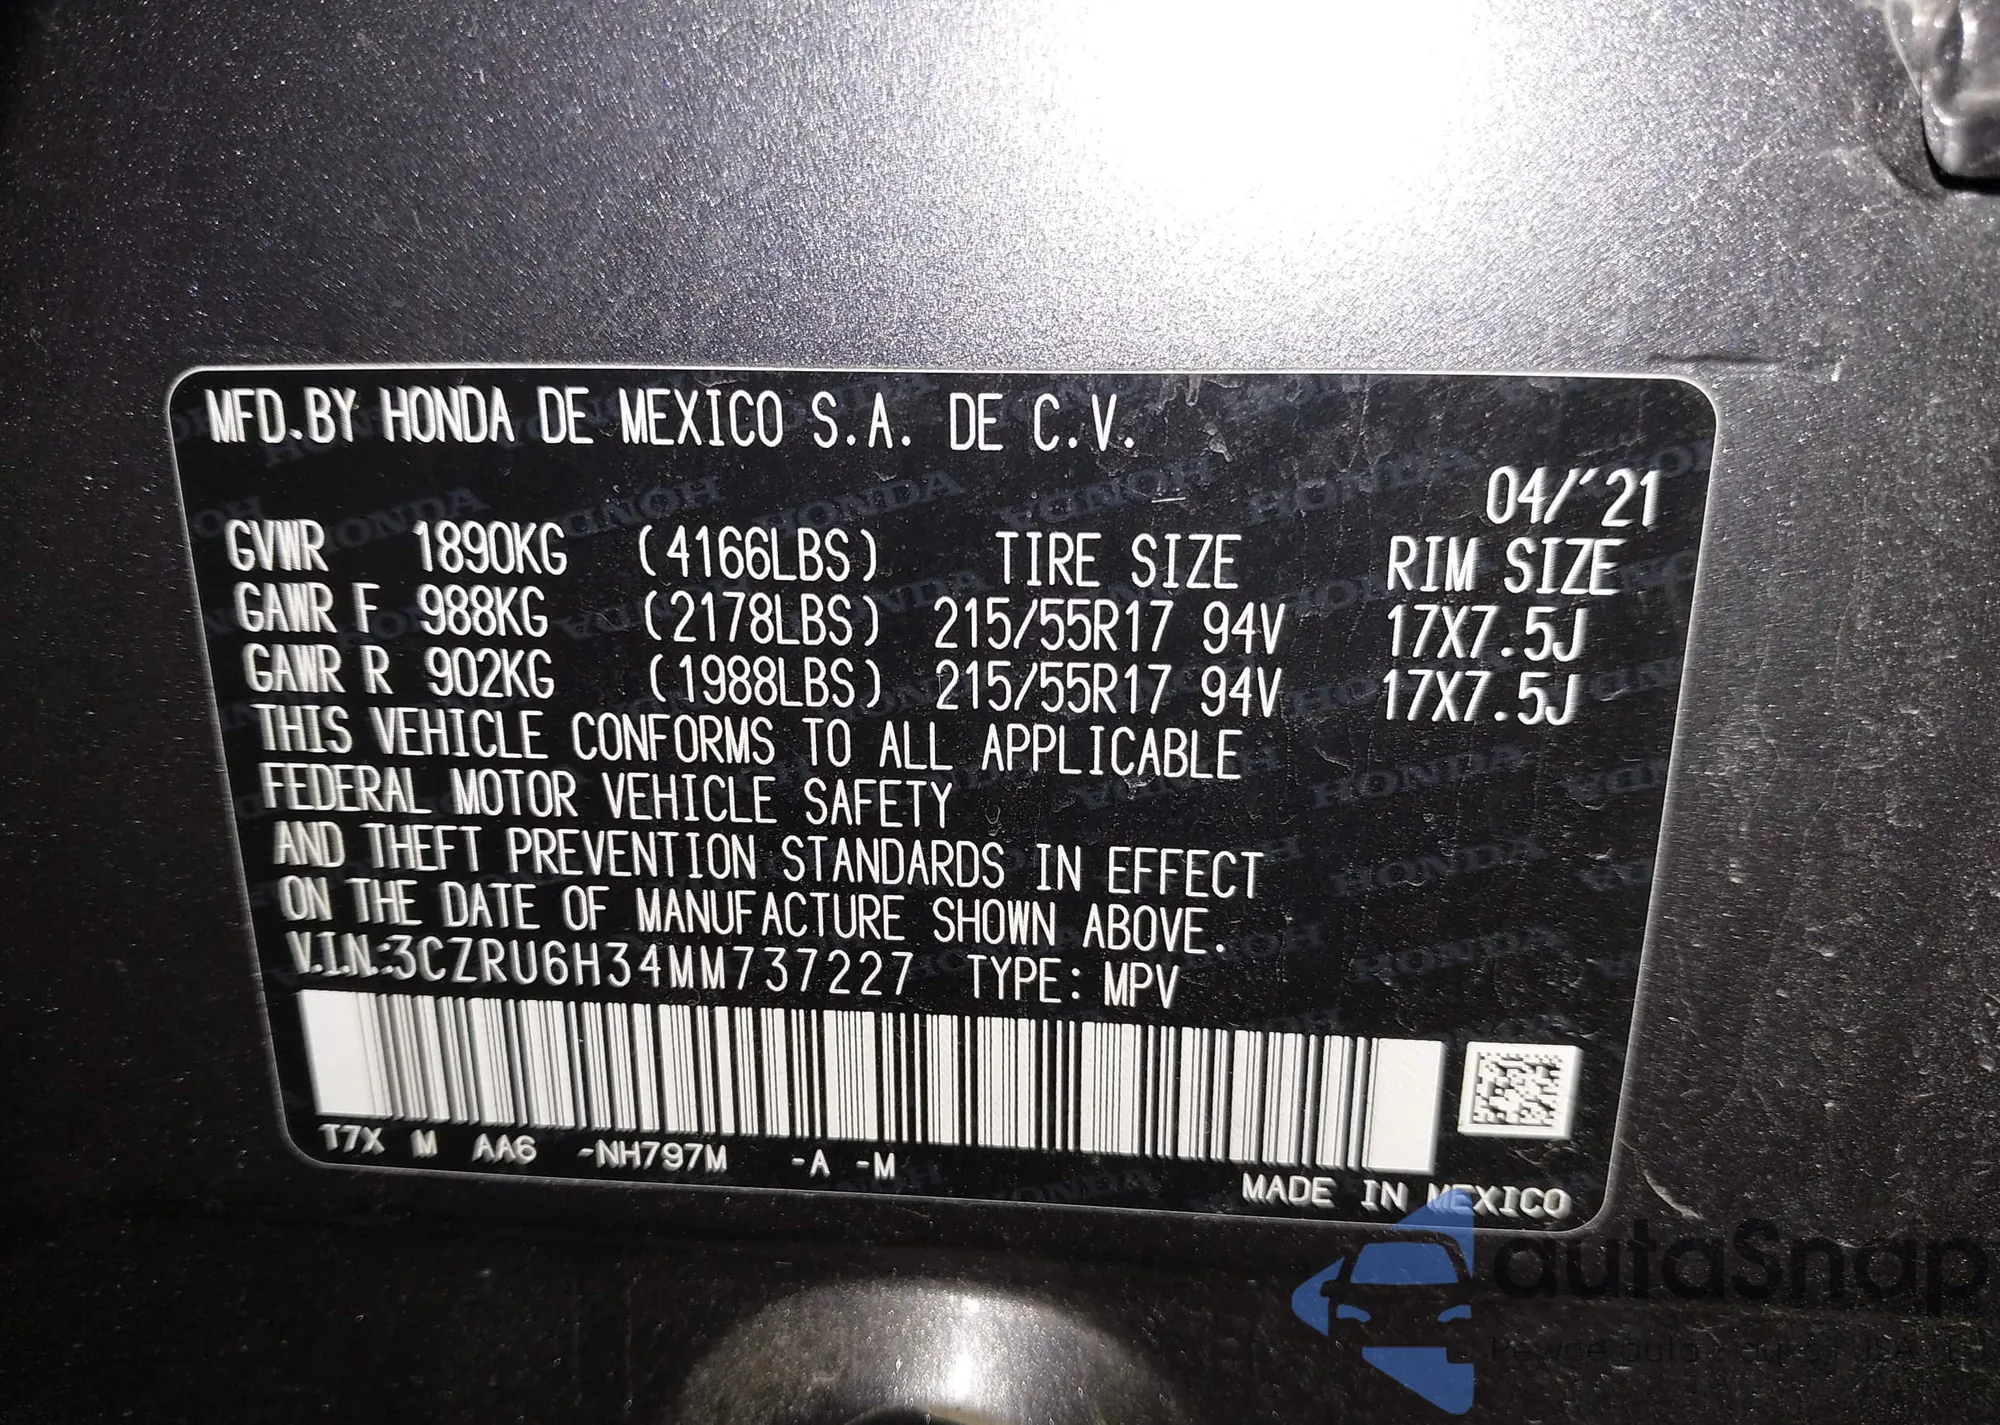 MFD.BY HONDA DE MEXICO S.A. DE C.V.
04/'21
GVWR 1890KG (4166LBS) TIRE SIZE RIM SIZE
GAWR F 988KG (2178LBS) 215/55R17 94V 17X7.5J
GAWR R 902KG (1988LBS) 215/55R17 94V 17X7.5J
THIS VEHICLE CONFORMS TO ALL APPLICABLE
FEDERAL MOTOR VEHICLE SAFETY
AND THEFT PREVENTION STANDARDS IN EFFECT
ON THE DATE OF MANUFACTURE SHOWN ABOVE.
V.I.N.:3CZRU6H34MM737227 TYPE: MPV
T7X M AA6 -NH797M -A -M
MADE IN MEXICO
autoSnap